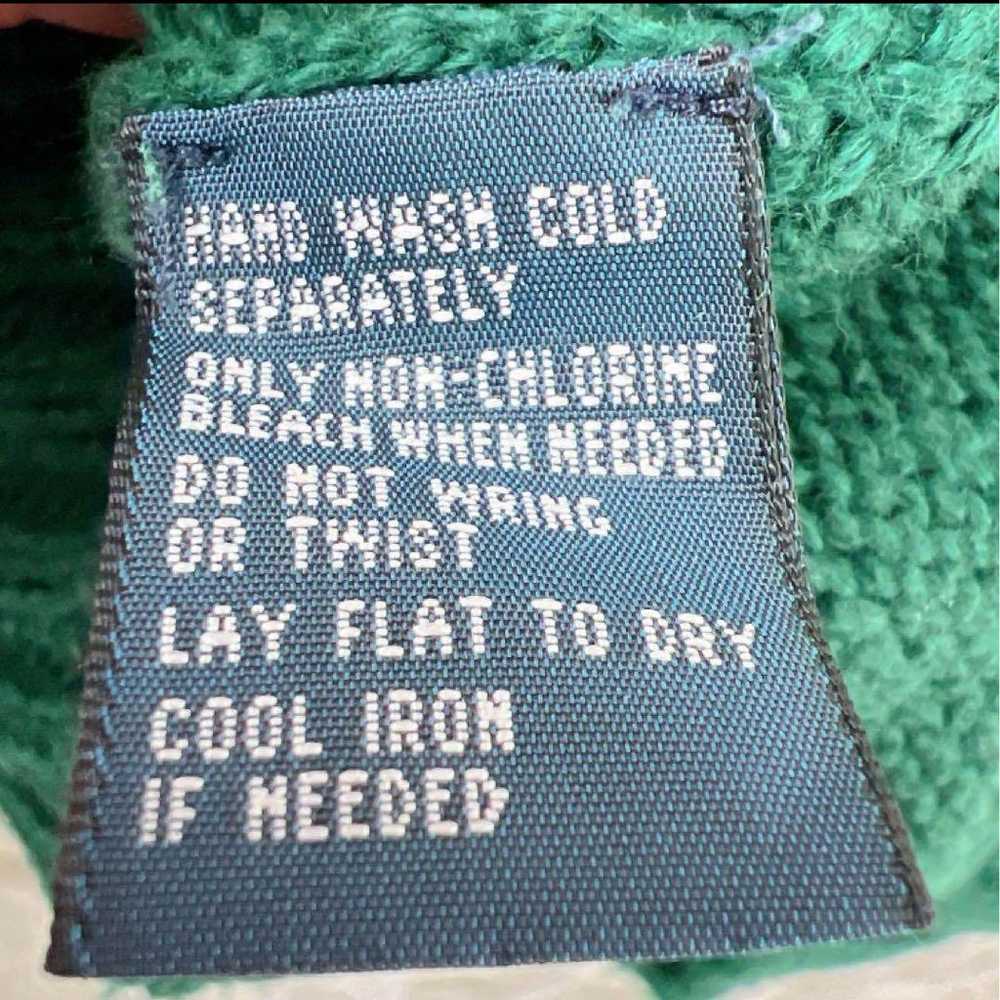 HAND WASH COLD
SEPARATELY
ONLY NON-CHLORINE
BLEACH WHEN NEEDED
DO NOT WRING
OR TWIST
LAY FLAT TO DRY
COOL IRON
IF NEEDED